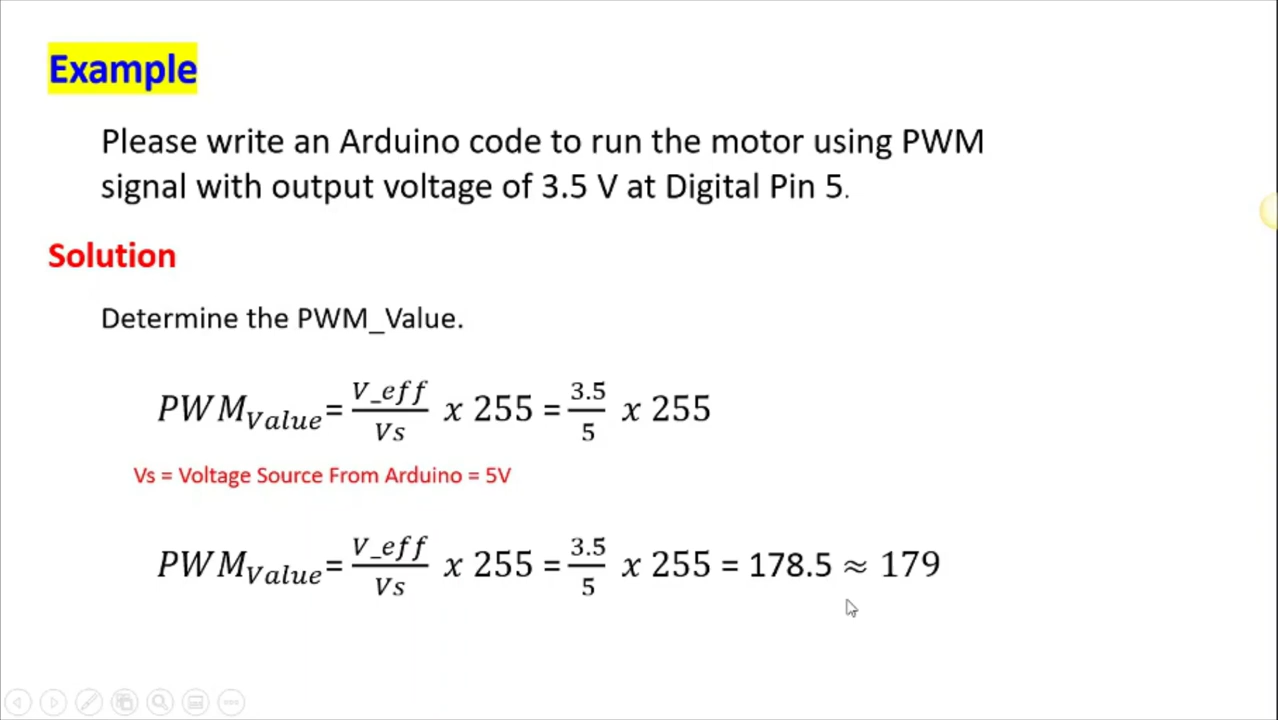 Example
Please write an Arduino code to run the motor using PWM
signal with output voltage of 3.5 V at Digital Pin 5.
Solution
Determine the PWM_Value.
PWM_Value = V_eff/Vs x 255 = 3.5/5 x 255
Vs = Voltage Source From Arduino = 5V
PWM_Value = V_eff/Vs x 255 = 3.5/5 x 255 = 178.5 ≈ 179